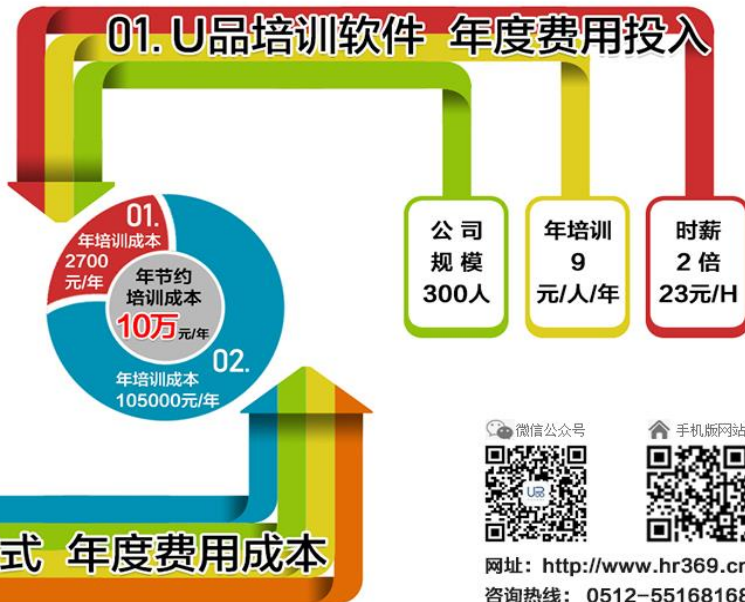 01. U品培训软件 年度费用投入
公 司
规 模
300人
年培训
9
元/人/年
时薪
2 倍
23元/H
01.
年培训成本
2700
元/年
年节约
培训成本
10万元/年
02.
年培训成本
105000元/年
微信公众号
手机版网站
式 年度费用成本
网址：http://www.hr369.cn
咨询热线：0512-55168168